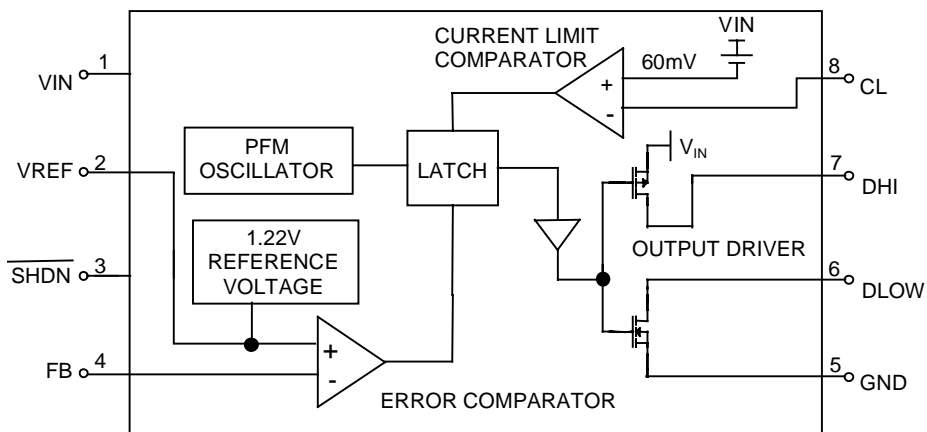 VIN
CURRENT LIMIT
COMPARATOR
1
60mV
VIN
+
-
8
CL
PFM
OSCILLATOR
LATCH
VREF
2
VIN
7
DHI
1.22V
REFERENCE
VOLTAGE
OUTPUT DRIVER
SHDN
3
6
DLOW
FB
4
+
-
ERROR COMPARATOR
5
GND